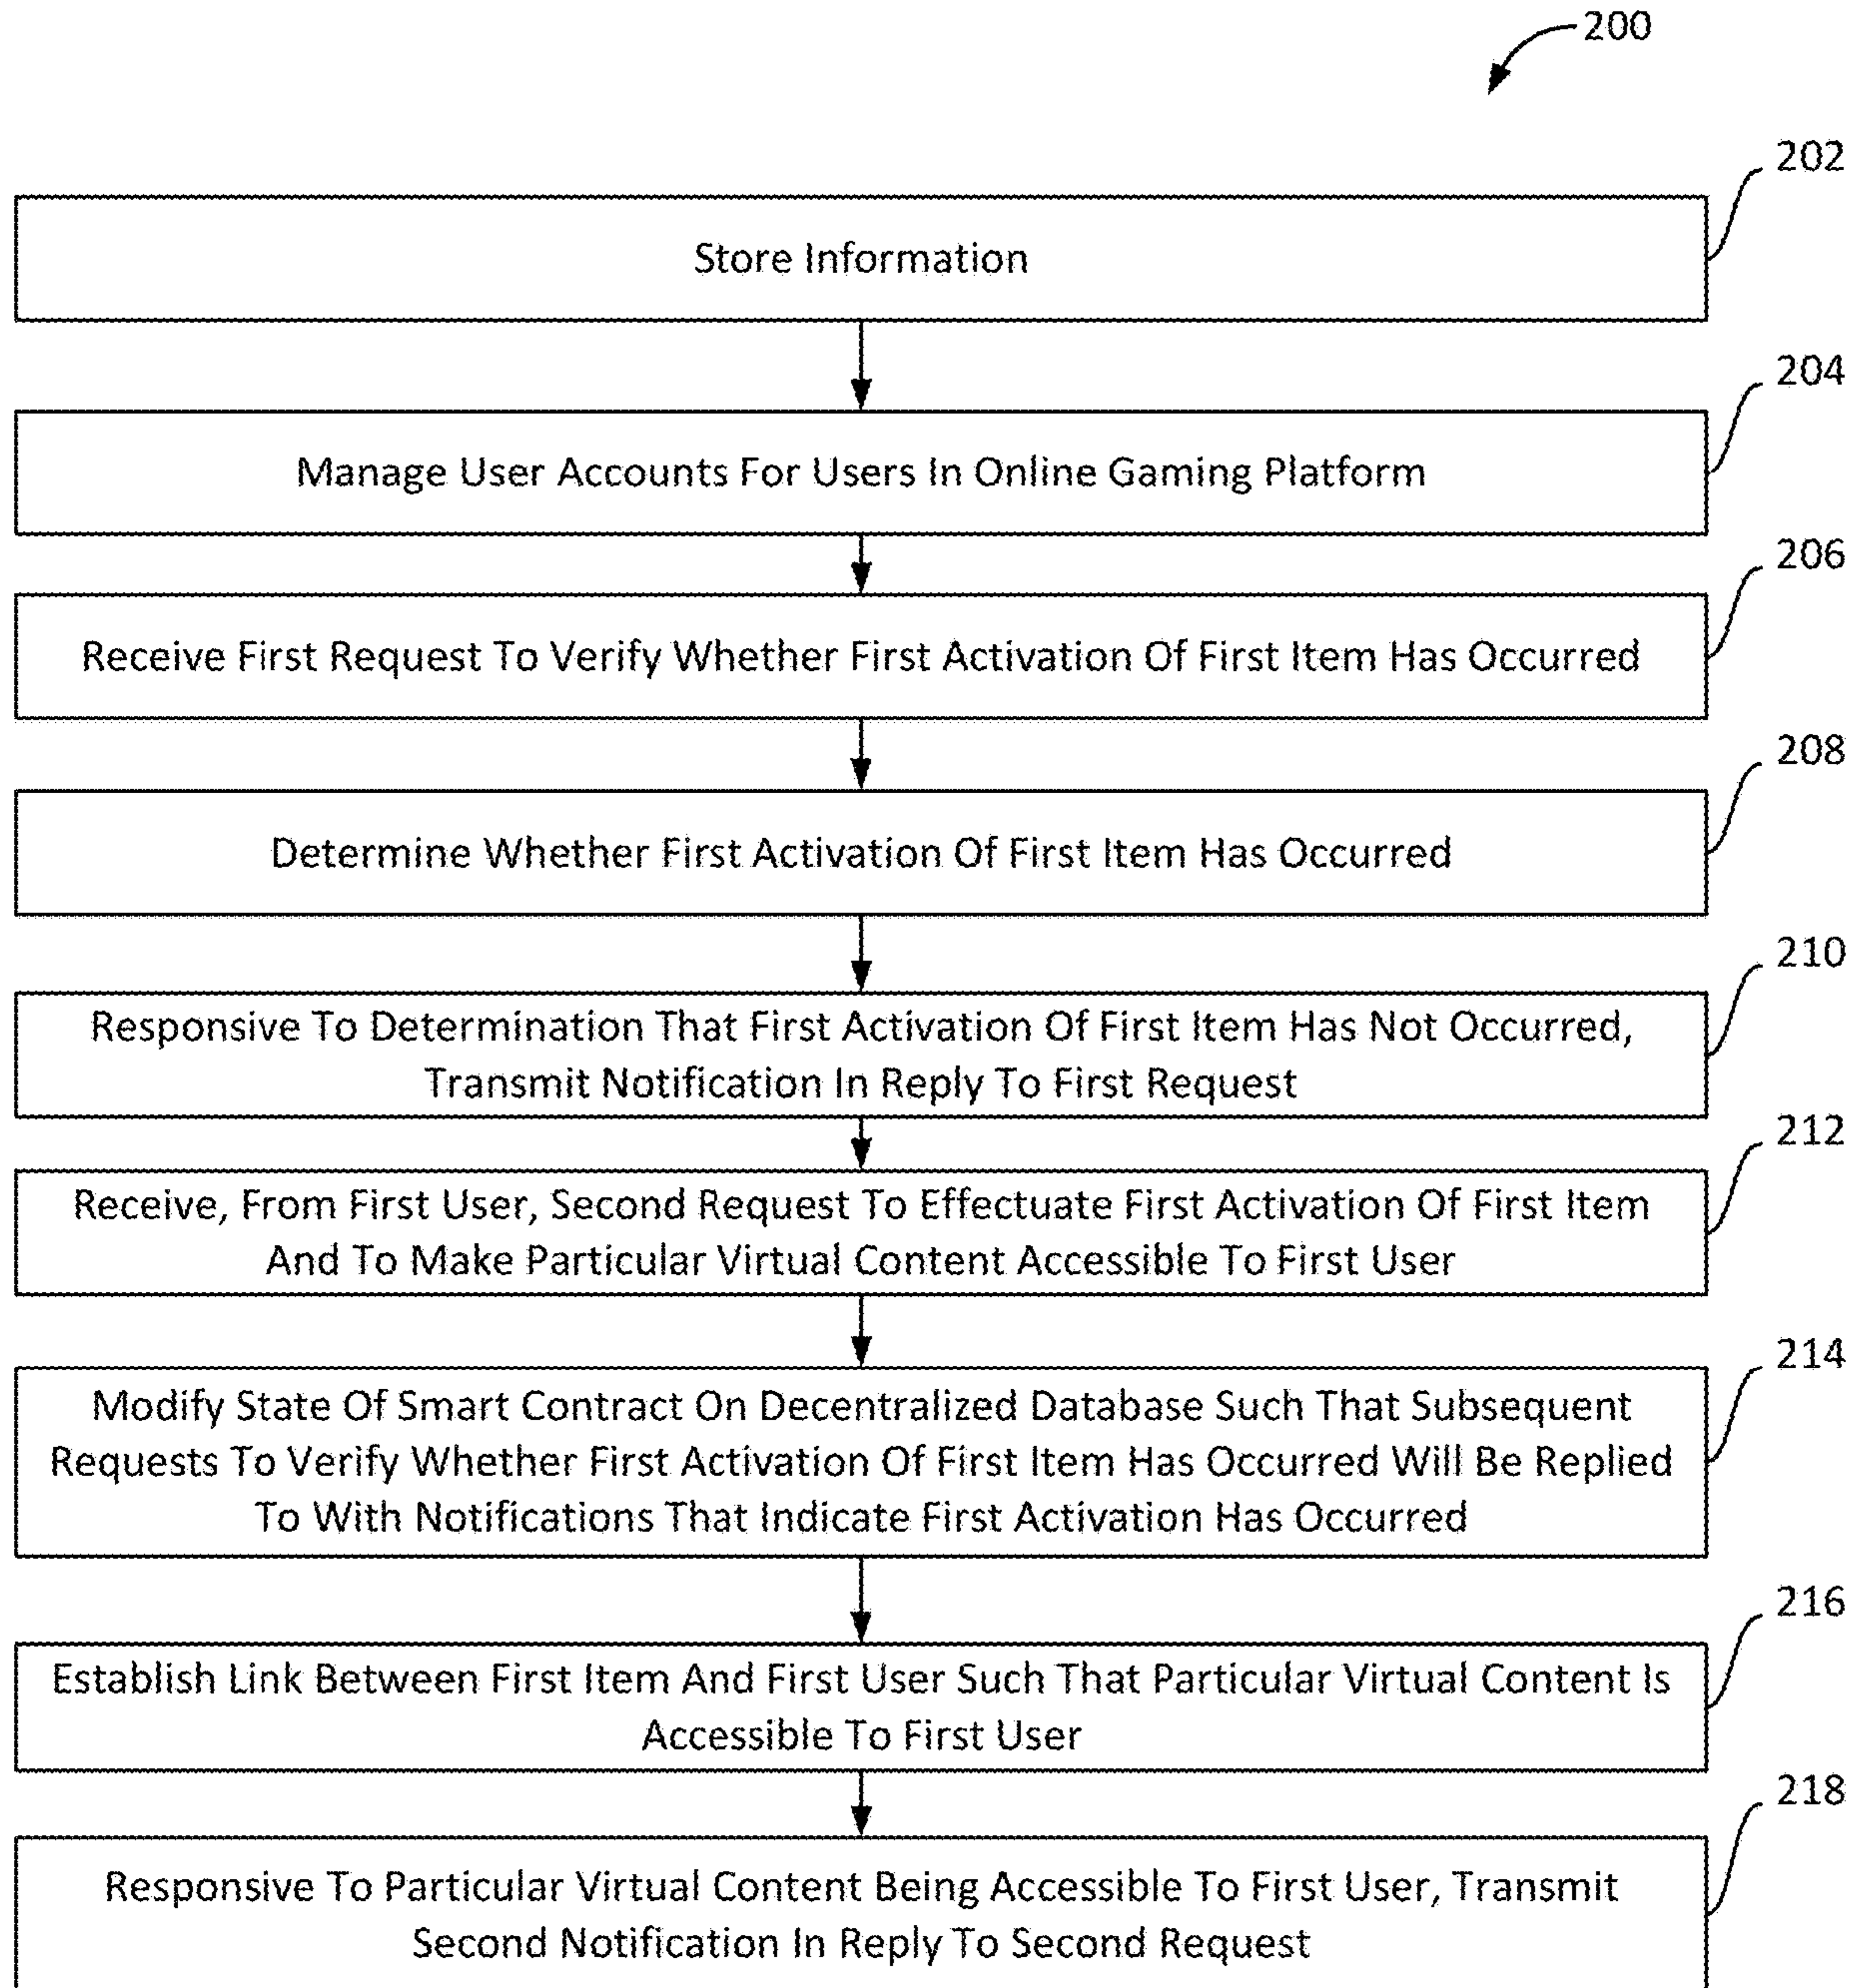 200
202
Store Information
204
Manage User Accounts For Users In Online Gaming Platform
206
Receive First Request To Verify Whether First Activation Of First Item Has Occurred
208
Determine Whether First Activation Of First Item Has Occurred
210
Responsive To Determination That First Activation Of First Item Has Not Occurred,
Transmit Notification In Reply To First Request
212
Receive, From First User, Second Request To Effectuate First Activation Of First Item
And To Make Particular Virtual Content Accessible To First User
214
Modify State Of Smart Contract On Decentralized Database Such That Subsequent
Requests To Verify Whether First Activation Of First Item Has Occurred Will Be Replied
To With Notifications That Indicate First Activation Has Occurred
216
Establish Link Between First Item And First User Such That Particular Virtual Content Is
Accessible To First User
218
Responsive To Particular Virtual Content Being Accessible To First User, Transmit
Second Notification In Reply To Second Request